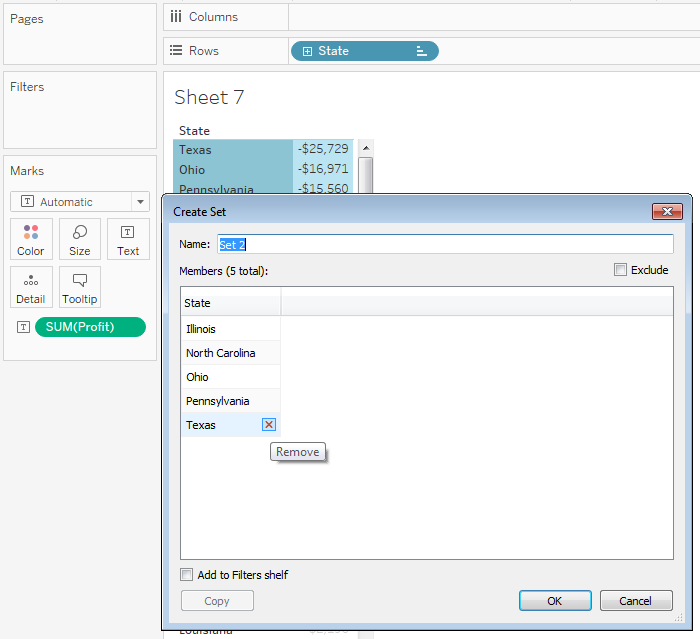 Pages
Columns
Rows
State
Filters
Sheet 7
State
Texas -$25,729
Ohio -$16,971
Pennsylvania -$15,560
Marks
Automatic
Color Size Text
Detail Tooltip
SUM(Profit)
Create Set
Name: Set 2
Members (5 total): Exclude
State
Illinois
North Carolina
Ohio
Pennsylvania
Texas
Remove
Add to Filters shelf
Copy OK Cancel
Louisiana